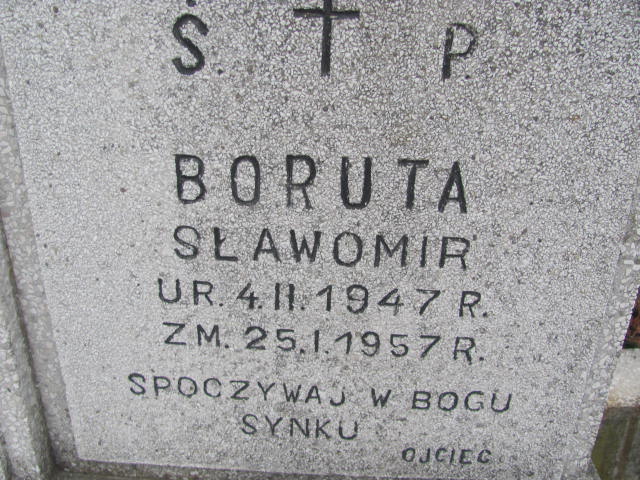 Ś P.
BORUTA
SŁAWOMIR
UR. 4.II.1947 R.
ZM. 25.I.1957 R.
SPOCZYWAJ W BOGU
SYNKU
OJCIEC